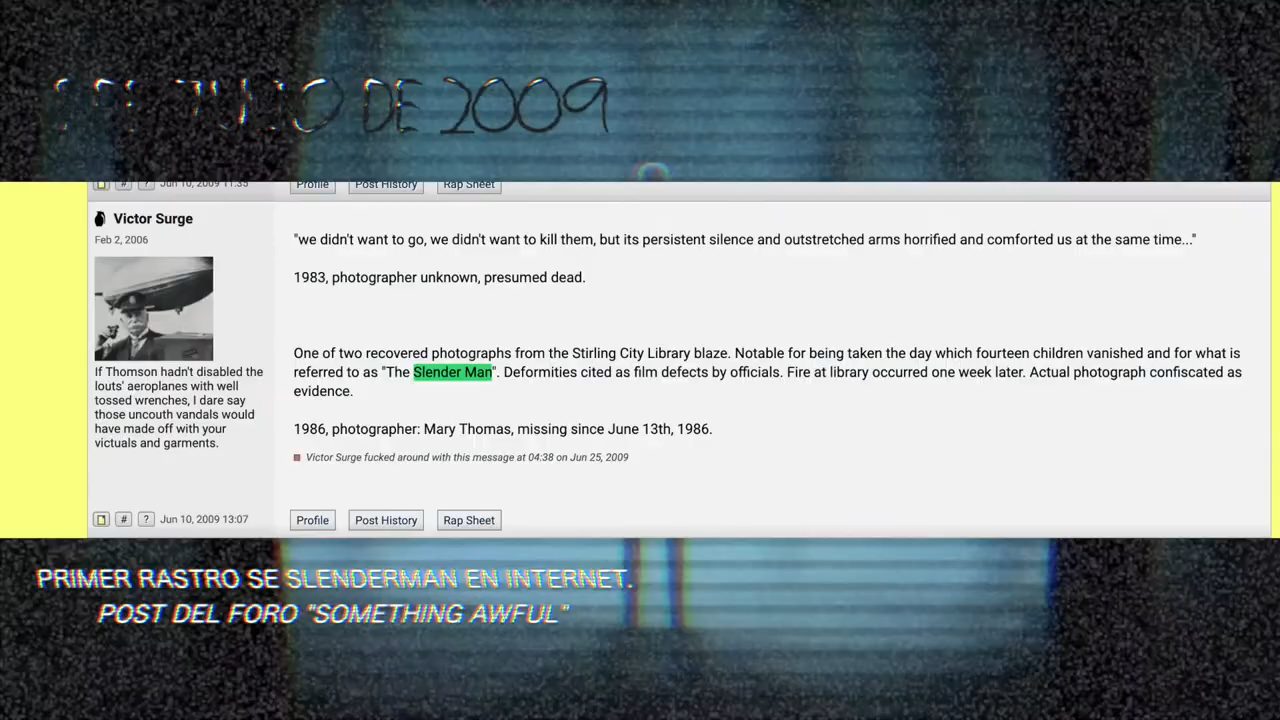 DE 2009
Jun 10, 2009 11:35
Profile
Post History
Rap Sheet
Victor Surge
Feb 2, 2006
If Thomson hadn't disabled the
louts' aeroplanes with well
tossed wrenches, I dare say
those uncouth vandals would
have made off with your
victuals and garments.
# ? Jun 10, 2009 13:07
"we didn't want to go, we didn't want to kill them, but its persistent silence and outstretched arms horrified and comforted us at the same time..."
1983, photographer unknown, presumed dead.
One of two recovered photographs from the Stirling City Library blaze. Notable for being taken the day which fourteen children vanished and for what is
referred to as "The Slender Man". Deformities cited as film defects by officials. Fire at library occurred one week later. Actual photograph confiscated as
evidence.
1986, photographer: Mary Thomas, missing since June 13th, 1986.
Victor Surge fucked around with this message at 04:38 on Jun 25, 2009
Profile
Post History
Rap Sheet
PRIMER RASTRO SE SLENDERMAN EN INTERNET.
POST DEL FORO "SOMETHING AWFUL"